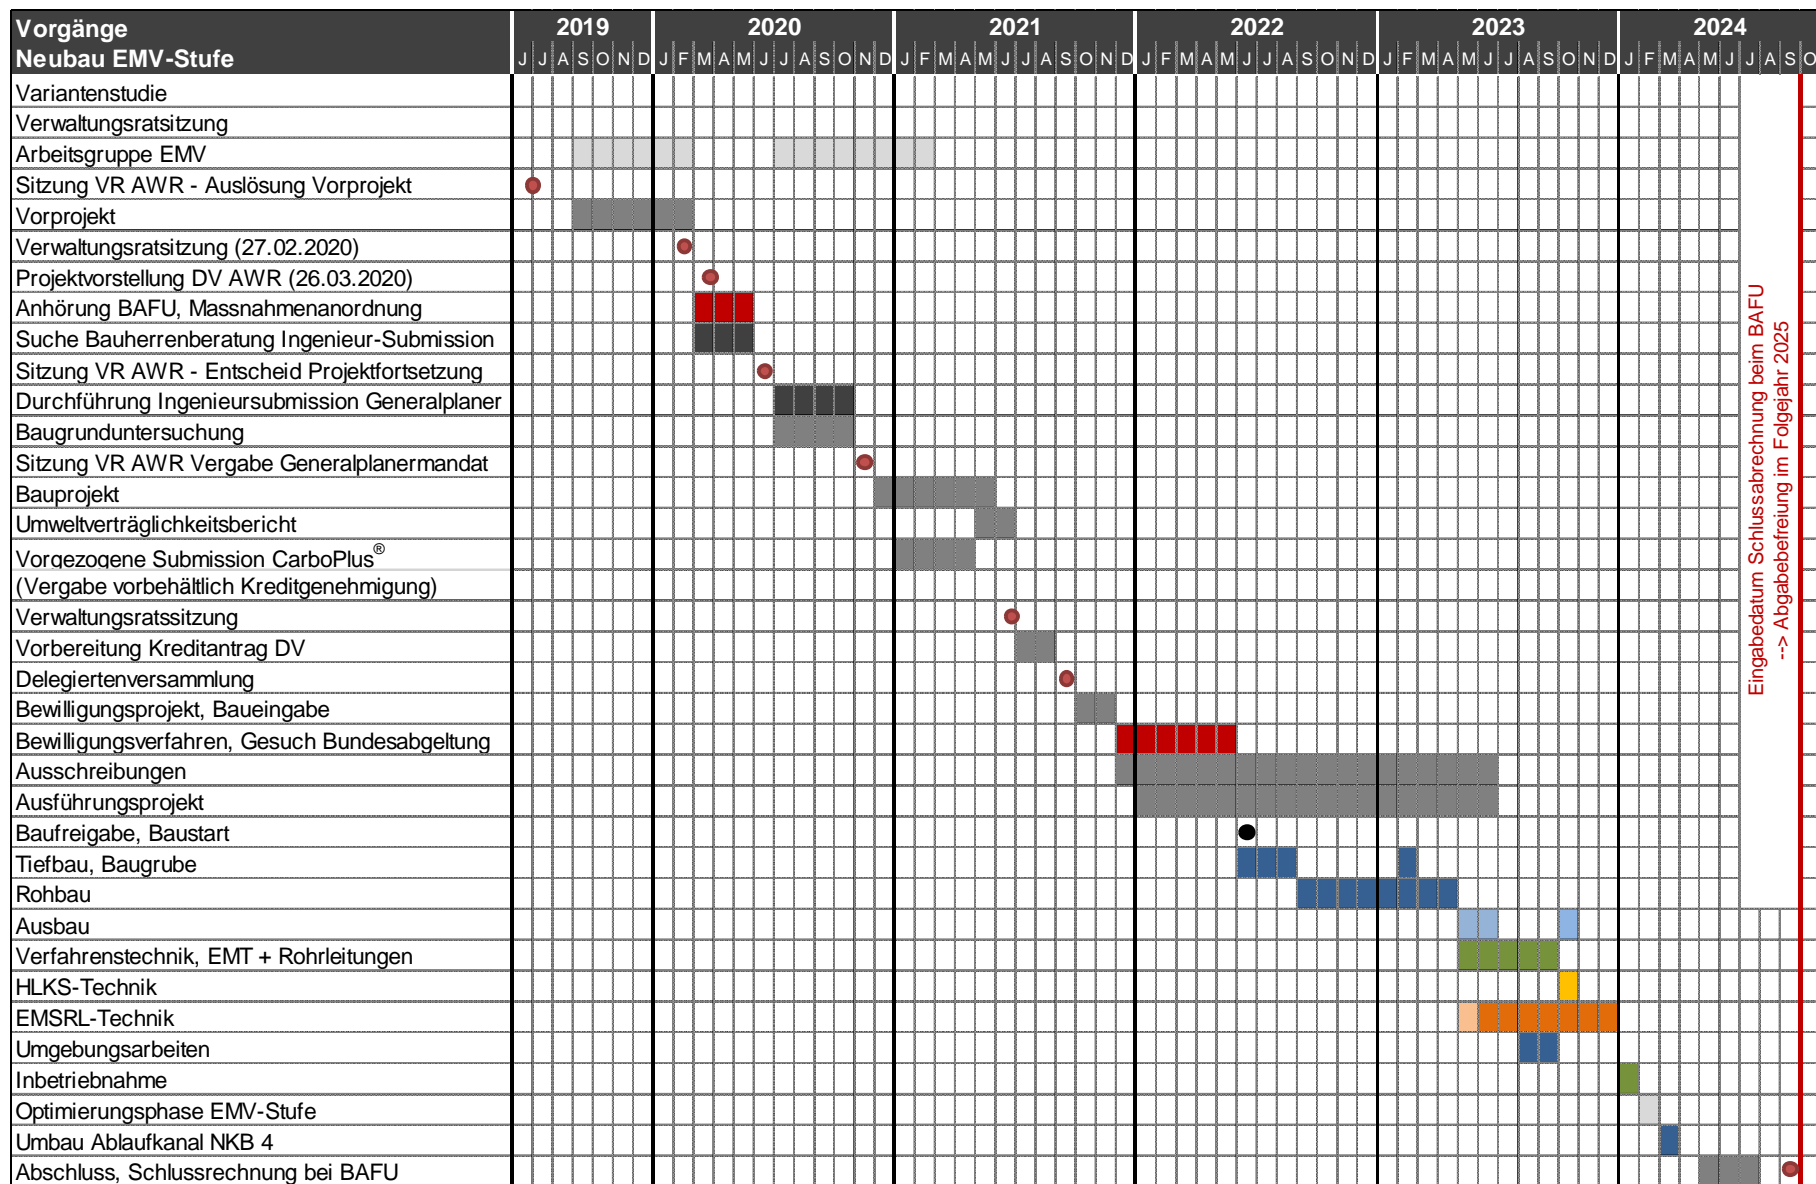 Vorgänge
Neubau EMV-Stufe
2019 2020 2021 2022 2023 2024
J J A S O N D J F M A M J J A S O N D J F M A M J J A S O N D J F M A M J J A S O N D J F M A M J J A S O N D J F M A M J J A S O
Variantenstudie
Verwaltungsratsitzung
Arbeitsgruppe EMV
Sitzung VR AWR - Auslösung Vorprojekt
Vorprojekt
Verwaltungsratsitzung (27.02.2020)
Projektvorstellung DV AWR (26.03.2020)
Anhörung BAFU, Massnahmenanordnung
Suche Bauherrenberatung Ingenieur-Submission
Sitzung VR AWR - Entscheid Projektfortsetzung
Durchführung Ingenieursubmission Generalplaner
Baugrunduntersuchung
Sitzung VR AWR Vergabe Generalplanermandat
Bauprojekt
Umweltverträglichkeitsbericht
Vorgezogene Submission CarboPlus®
(Vergabe vorbehältlich Kreditgenehmigung)
Verwaltungsratssitzung
Vorbereitung Kreditantrag DV
Delegiertenversammlung
Bewilligungsprojekt, Baueingabe
Bewilligungsverfahren, Gesuch Bundesabgeltung
Ausschreibungen
Ausführungsprojekt
Baufreigabe, Baustart
Tiefbau, Baugrube
Rohbau
Ausbau
Verfahrenstechnik, EMT + Rohrleitungen
HLKS-Technik
EMSRL-Technik
Umgebungsarbeiten
Inbetriebnahme
Optimierungsphase EMV-Stufe
Umbau Ablaufkanal NKB 4
Abschluss, Schlussrechnung bei BAFU
Eingabedatum Schlussabrechnung beim BAFU
--> Abgabebefreiung im Folgejahr 2025